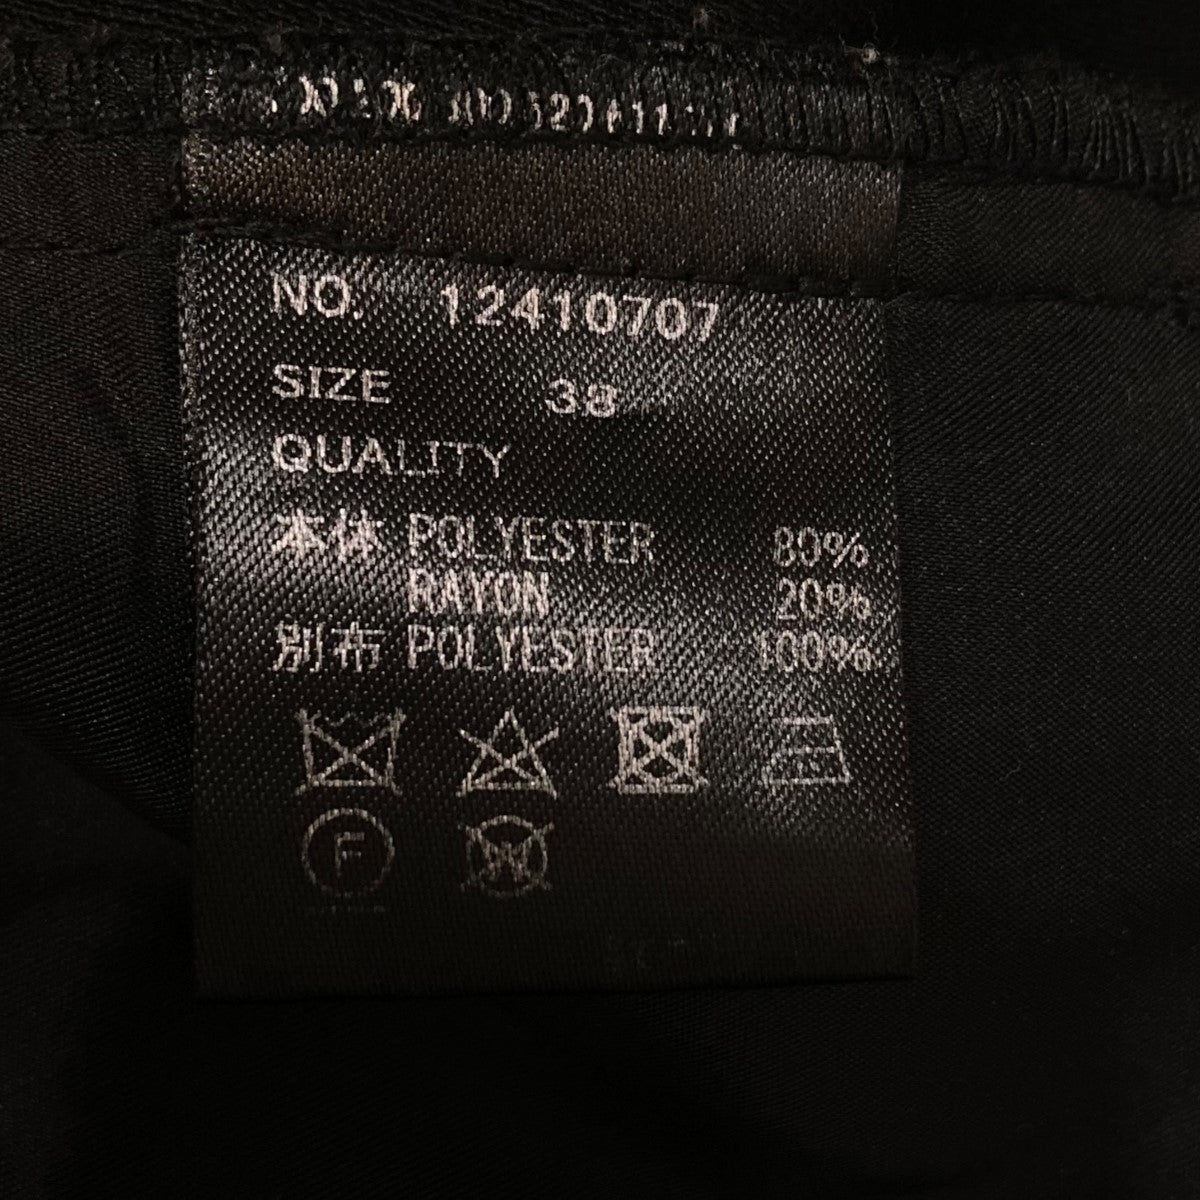 NO. 12410707
SIZE 38
QUALITY
本体 POLYESTER 80%
RAYON 20%
別布 POLYESTER 100%
F
W